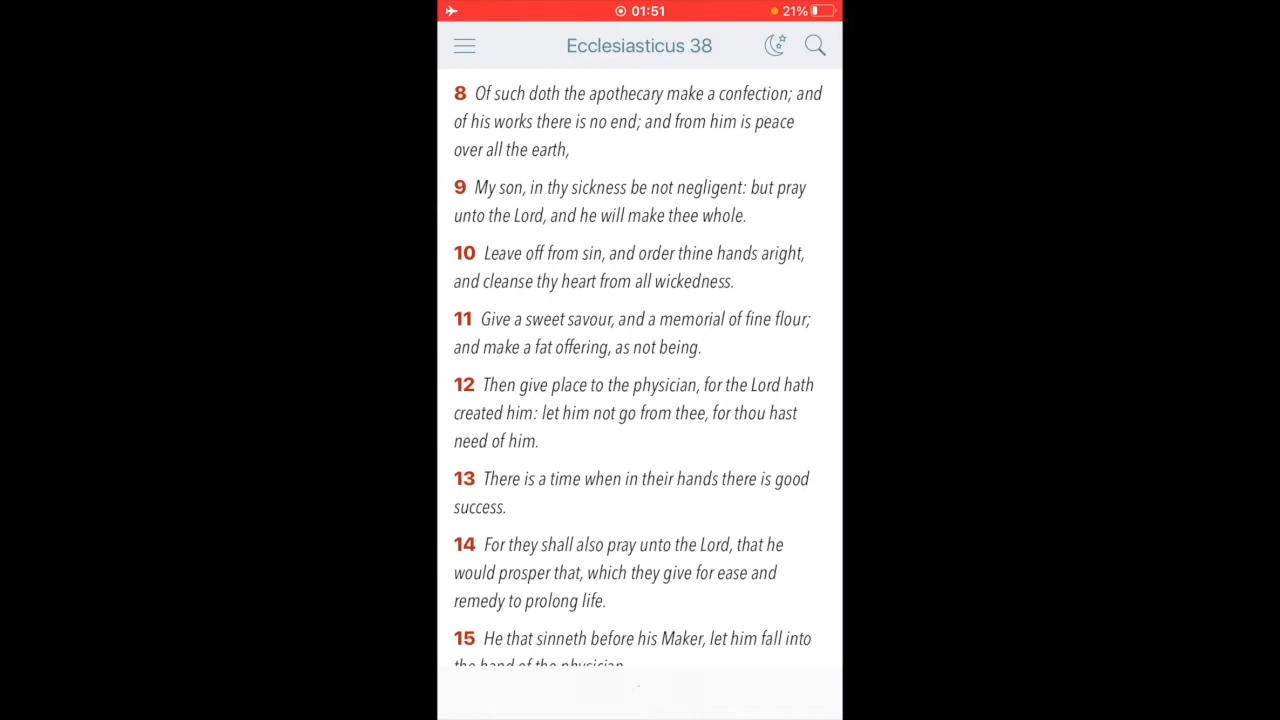 01:51
21%
Ecclesiasticus 38
8 Of such doth the apothecary make a confection; and
of his works there is no end; and from him is peace
over all the earth,
9 My son, in thy sickness be not negligent: but pray
unto the Lord, and he will make thee whole.
10 Leave off from sin, and order thine hands aright,
and cleanse thy heart from all wickedness.
11 Give a sweet savour, and a memorial of fine flour;
and make a fat offering, as not being.
12 Then give place to the physician, for the Lord hath
created him: let him not go from thee, for thou hast
need of him.
13 There is a time when in their hands there is good
success.
14 For they shall also pray unto the Lord, that he
would prosper that, which they give for ease and
remedy to prolong life.
15 He that sinneth before his Maker, let him fall into
the hand of the physician